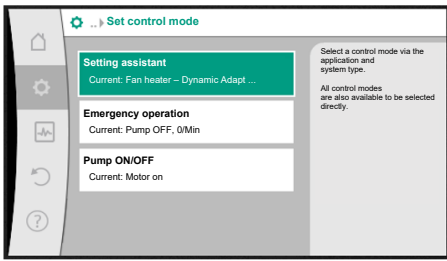 ..▸ Set control mode
Setting assistant
Current: Fan heater – Dynamic Adapt ...
Emergency operation
Current: Pump OFF, 0/Min
Pump ON/OFF
Current: Motor on
Select a control mode via the
application and
system type.
All control modes
are also available to be selected
directly.
?